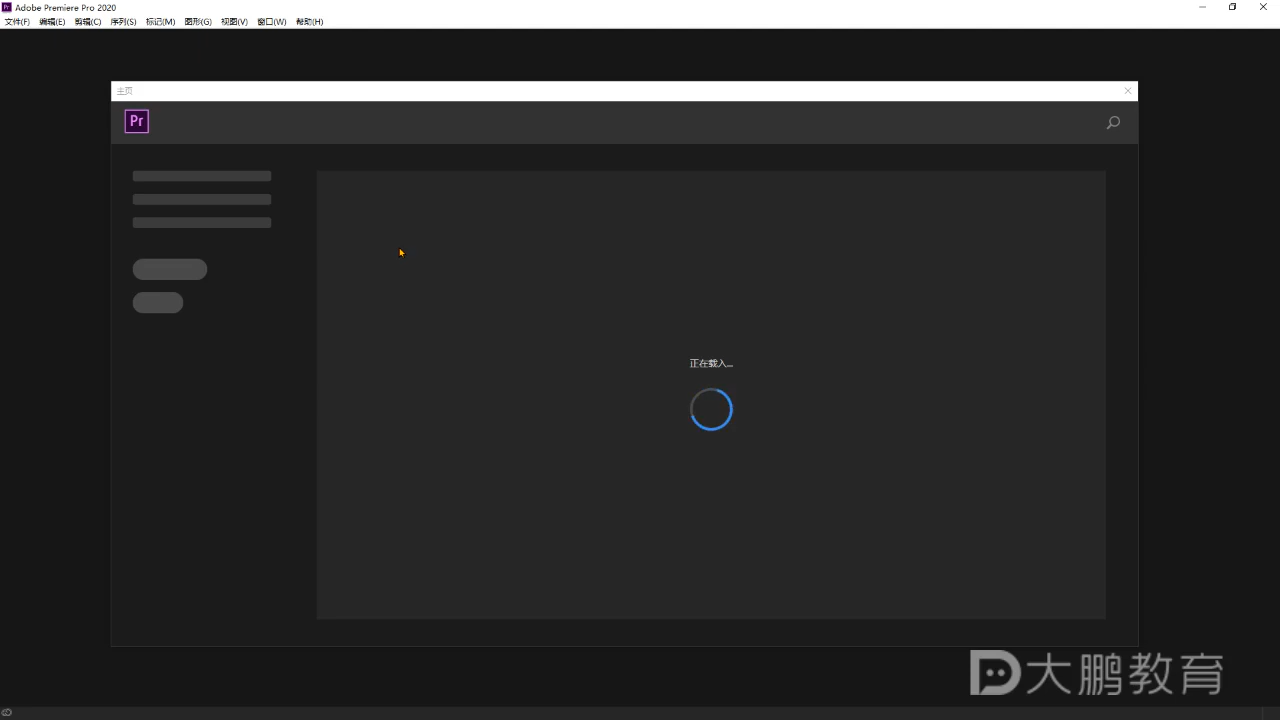 Adobe Premiere Pro 2020
文件(F) 编辑(E) 剪辑(C) 序列(S) 标记(M) 图形(G) 视图(V) 窗口(W) 帮助(H)
主页
Pr
正在载入...
大鹏教育